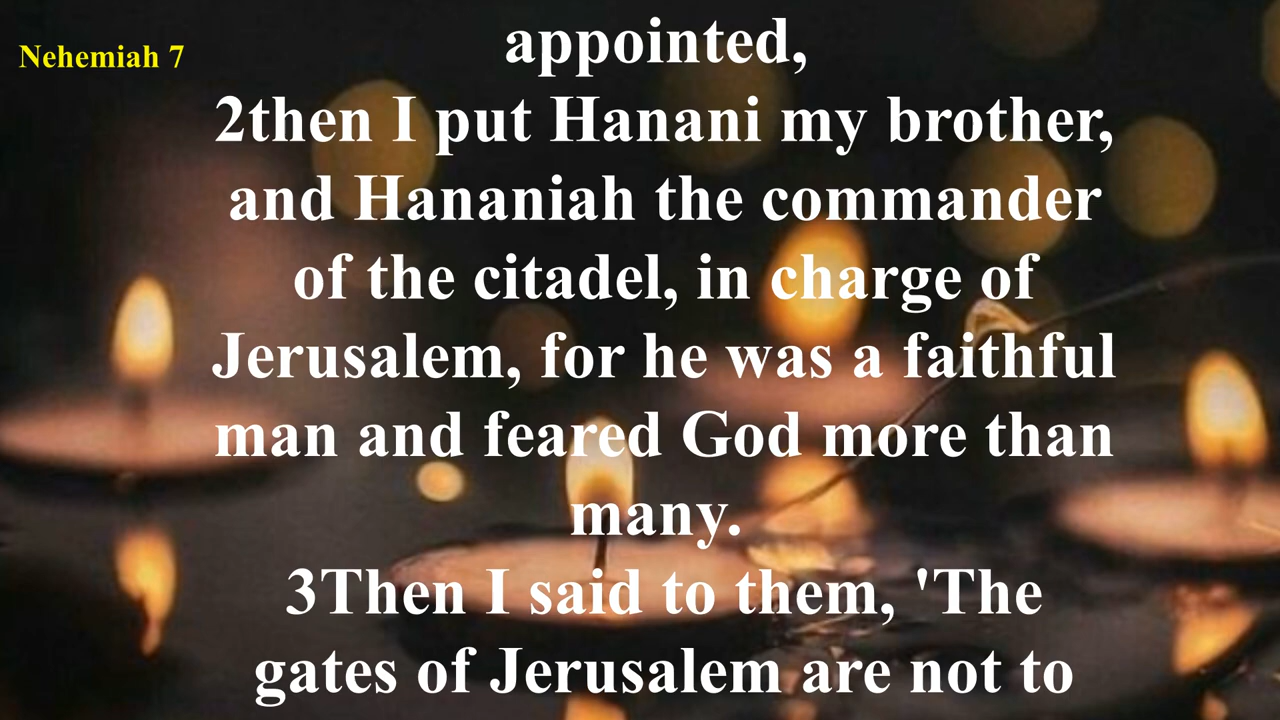 Nehemiah 7
appointed,
2then I put Hanani my brother,
and Hananiah the commander
of the citadel, in charge of
Jerusalem, for he was a faithful
man and feared God more than
many.
3Then I said to them, 'The
gates of Jerusalem are not to